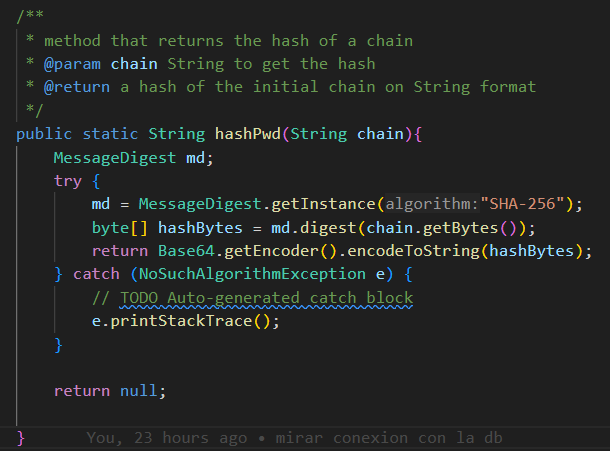 /**
* method that returns the hash of a chain
* @param chain String to get the hash
* @return a hash of the initial chain on String format
*/
public static String hashPwd(String chain){
MessageDigest md;
try {
md = MessageDigest.getInstance(algorithm:"SHA-256");
byte[] hashBytes = md.digest(chain.getBytes());
return Base64.getEncoder().encodeToString(hashBytes);
} catch (NoSuchAlgorithmException e) {
// TODO Auto-generated catch block
e.printStackTrace();
}
return null;
} You, 23 hours ago • mirar conexion con la db